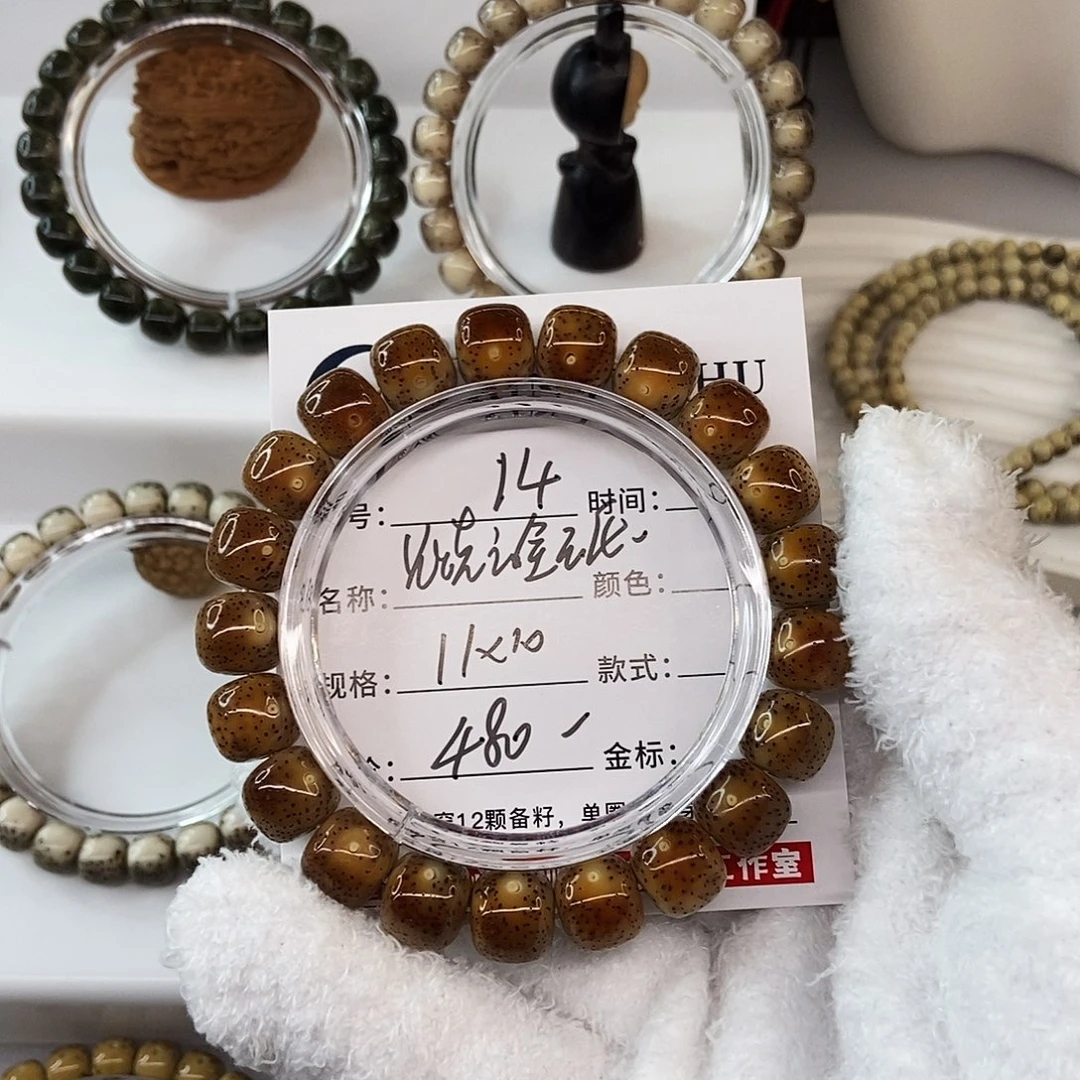 HU
号： 14 时间：
名称： 颜色：
规格： 11×10 款式：
480 - 金标：
12颗备籽，单圈
工作室